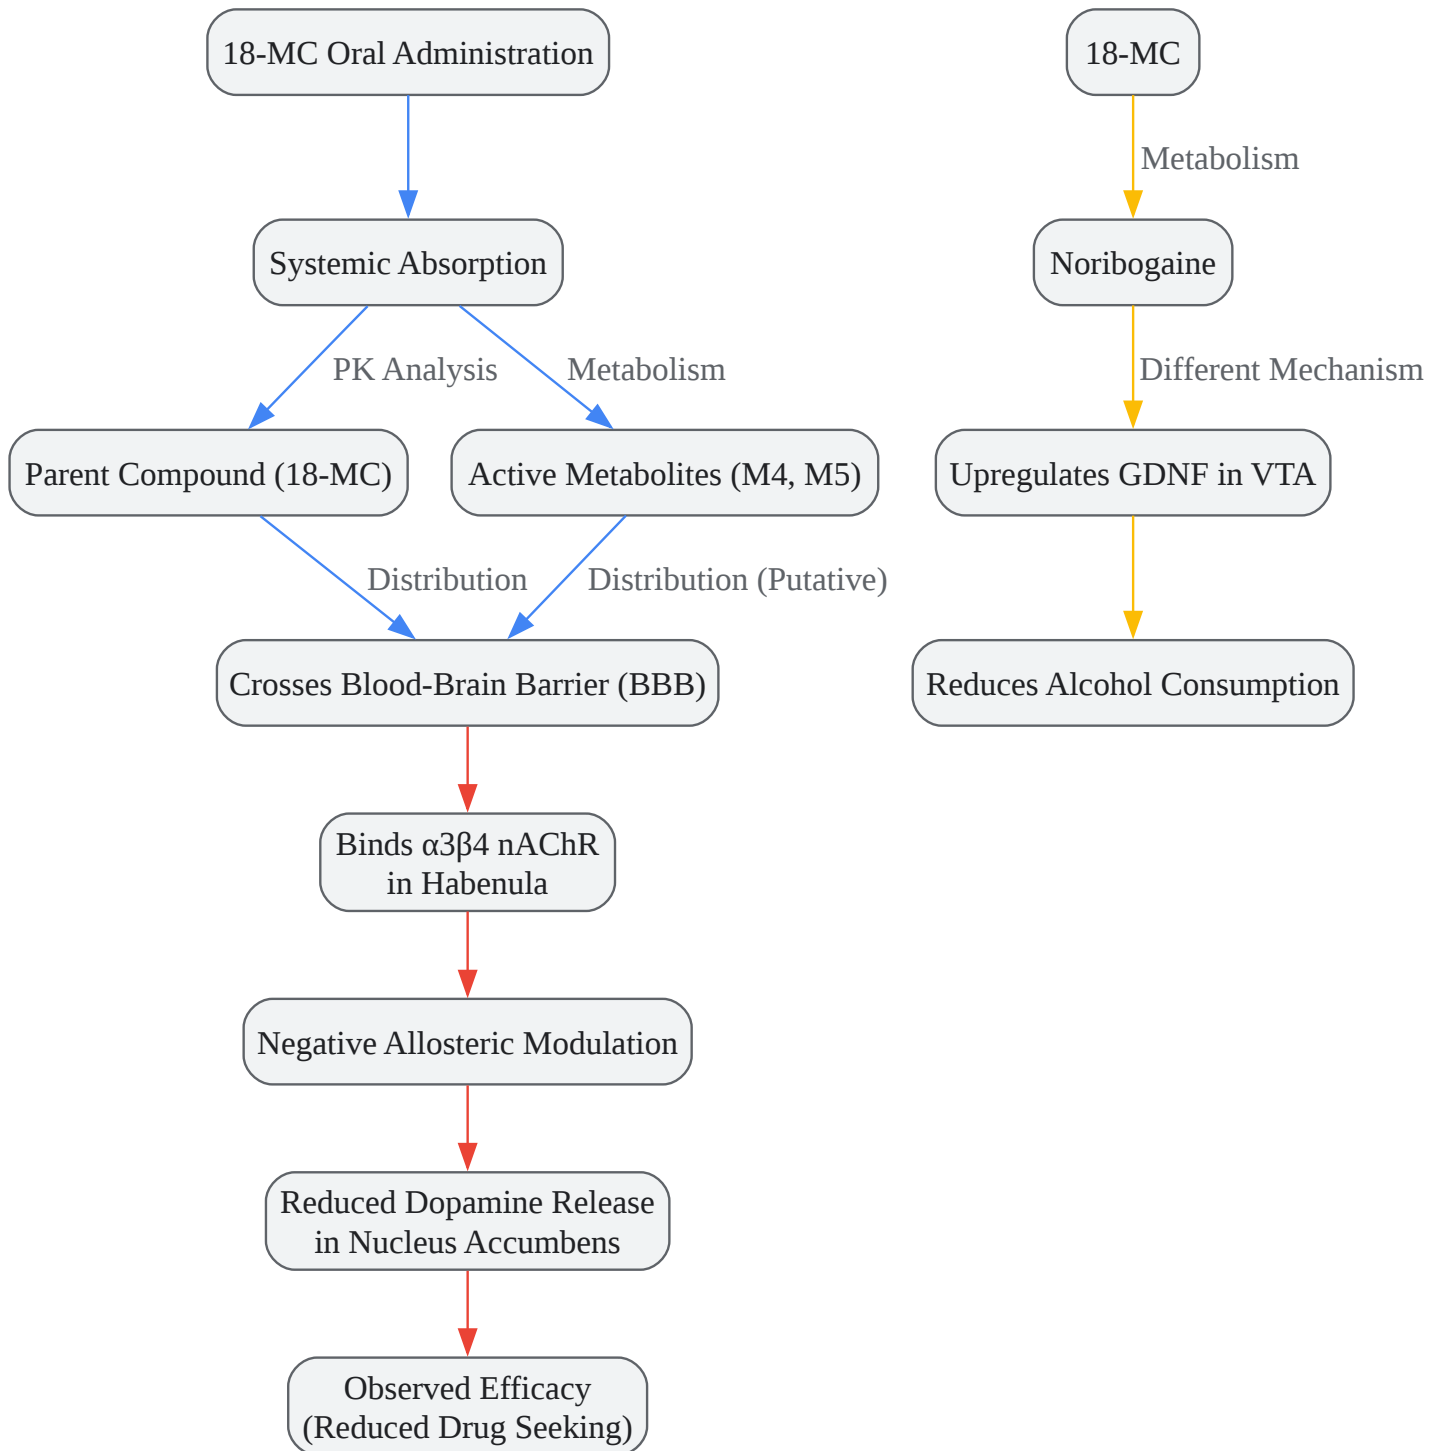 18-MC Oral Administration
Systemic Absorption
PK Analysis
Metabolism
Parent Compound (18-MC)
Active Metabolites (M4, M5)
Distribution
Distribution (Putative)
Crosses Blood-Brain Barrier (BBB)
Binds α3β4 nAChR
in Habenula
Negative Allosteric Modulation
Reduced Dopamine Release
in Nucleus Accumbens
Observed Efficacy
(Reduced Drug Seeking)
18-MC
Metabolism
Noribogaine
Different Mechanism
Upregulates GDNF in VTA
Reduces Alcohol Consumption